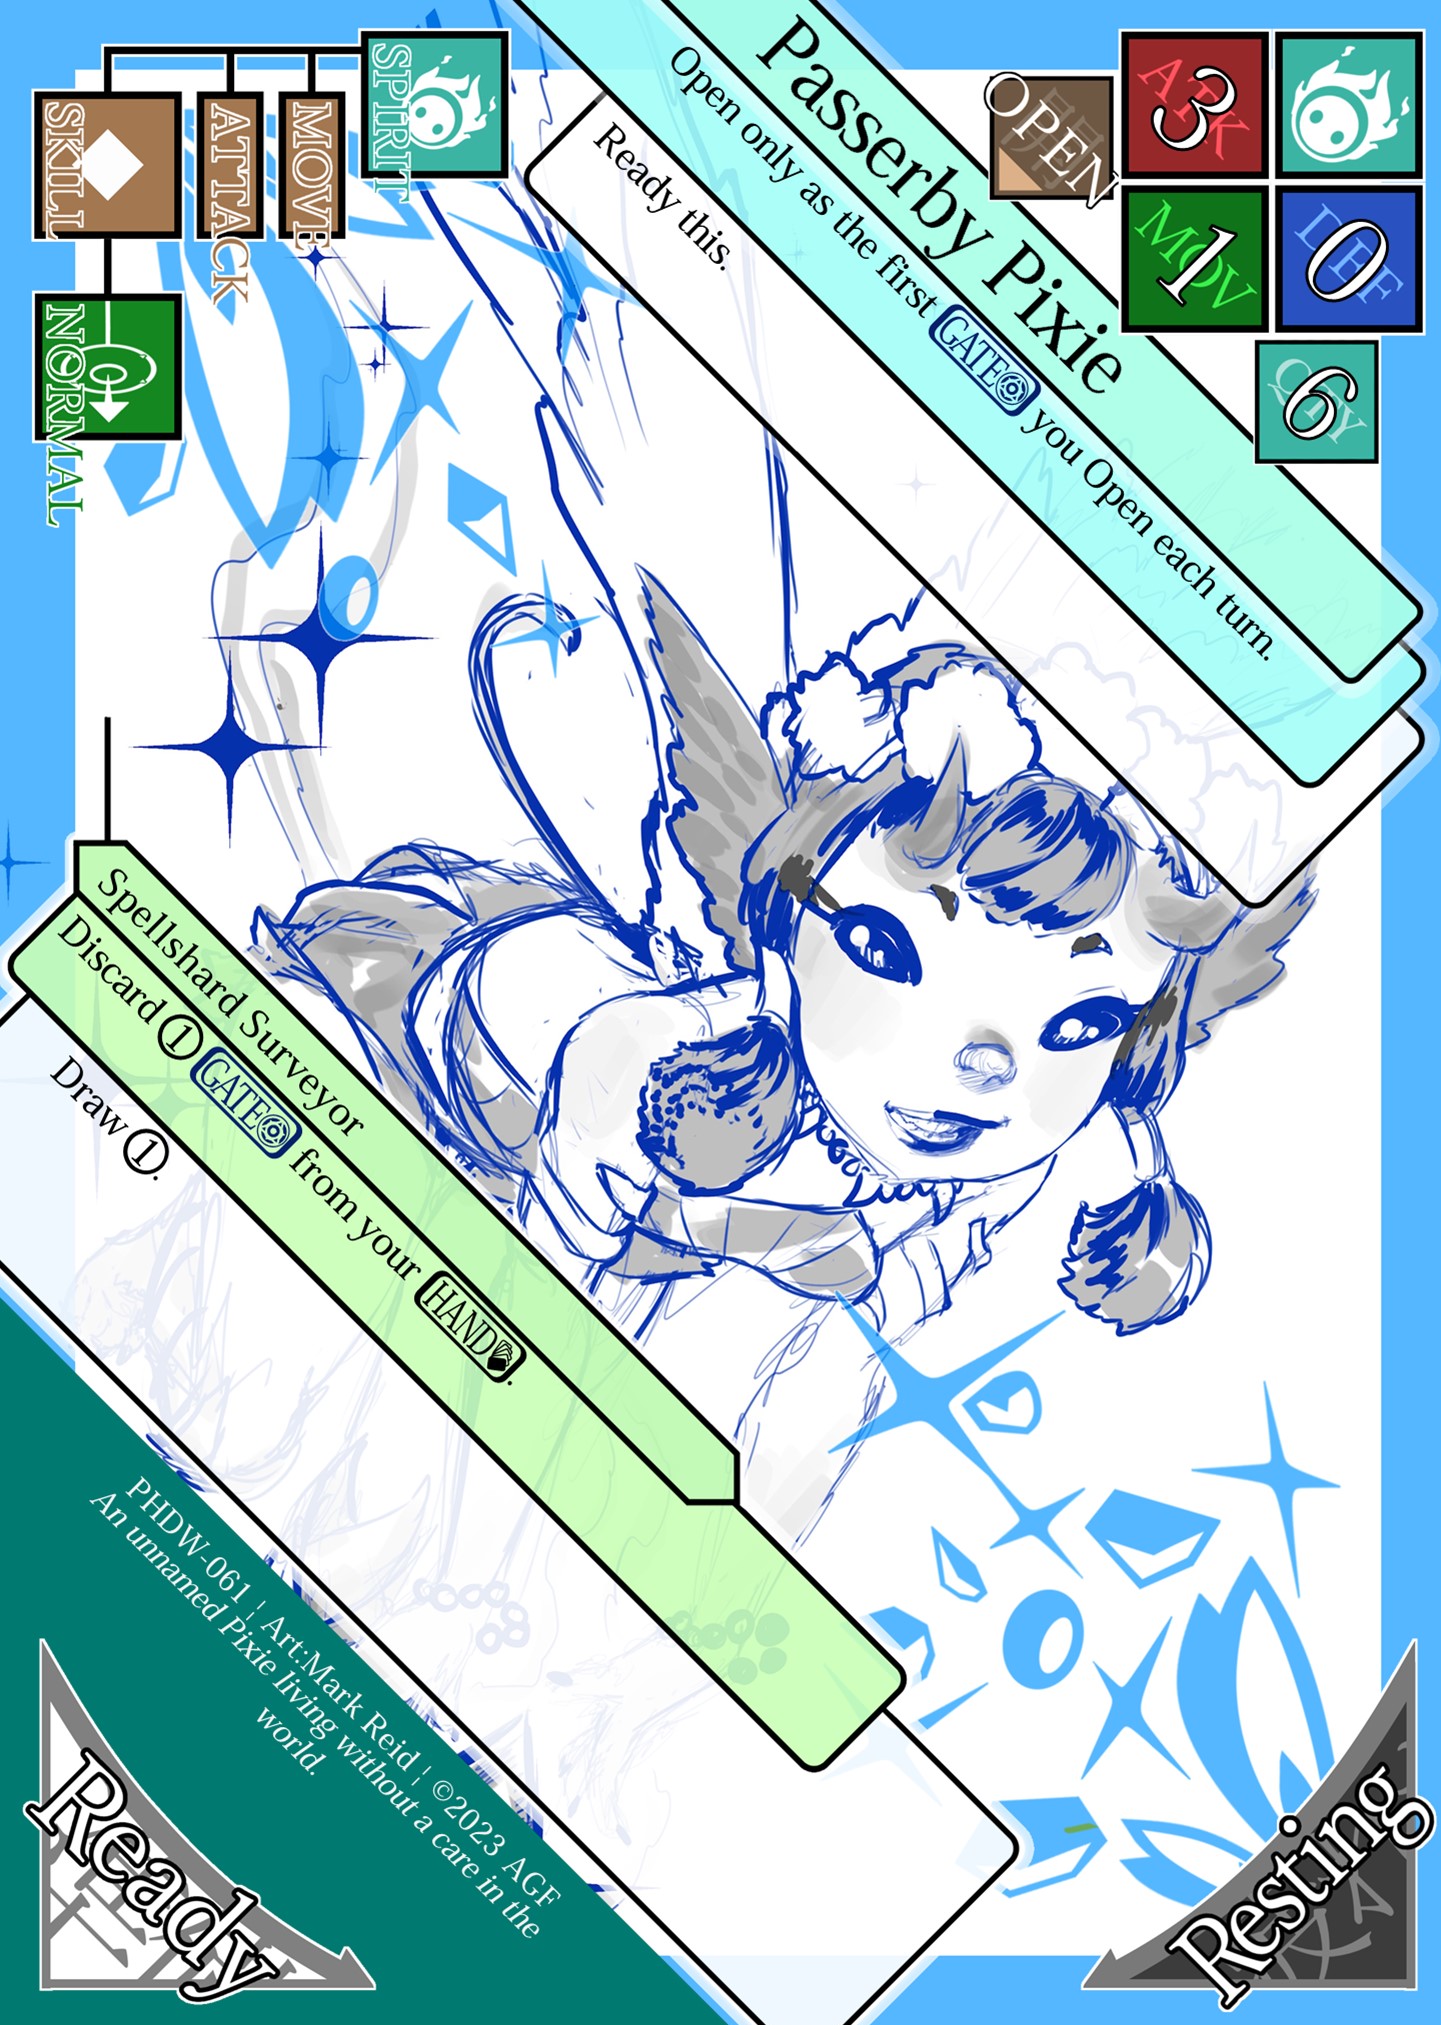 SPIRIT
MOVE
ATTACK
SKILL
NORMAL
Passerby Pixie
Open only as the first GATE you Open each turn.
Ready this.
OPEN
ATK 3
MOV 1
DEF 0
QTY 6
Spellshard Surveyor
Discard 1 GATE from your HAND.
Draw 1.
PHDW-061 ¦ Art:Mark Reid ¦ ©2023 AGF
An unnamed Pixie living without a care in the
world.
Ready
Resting